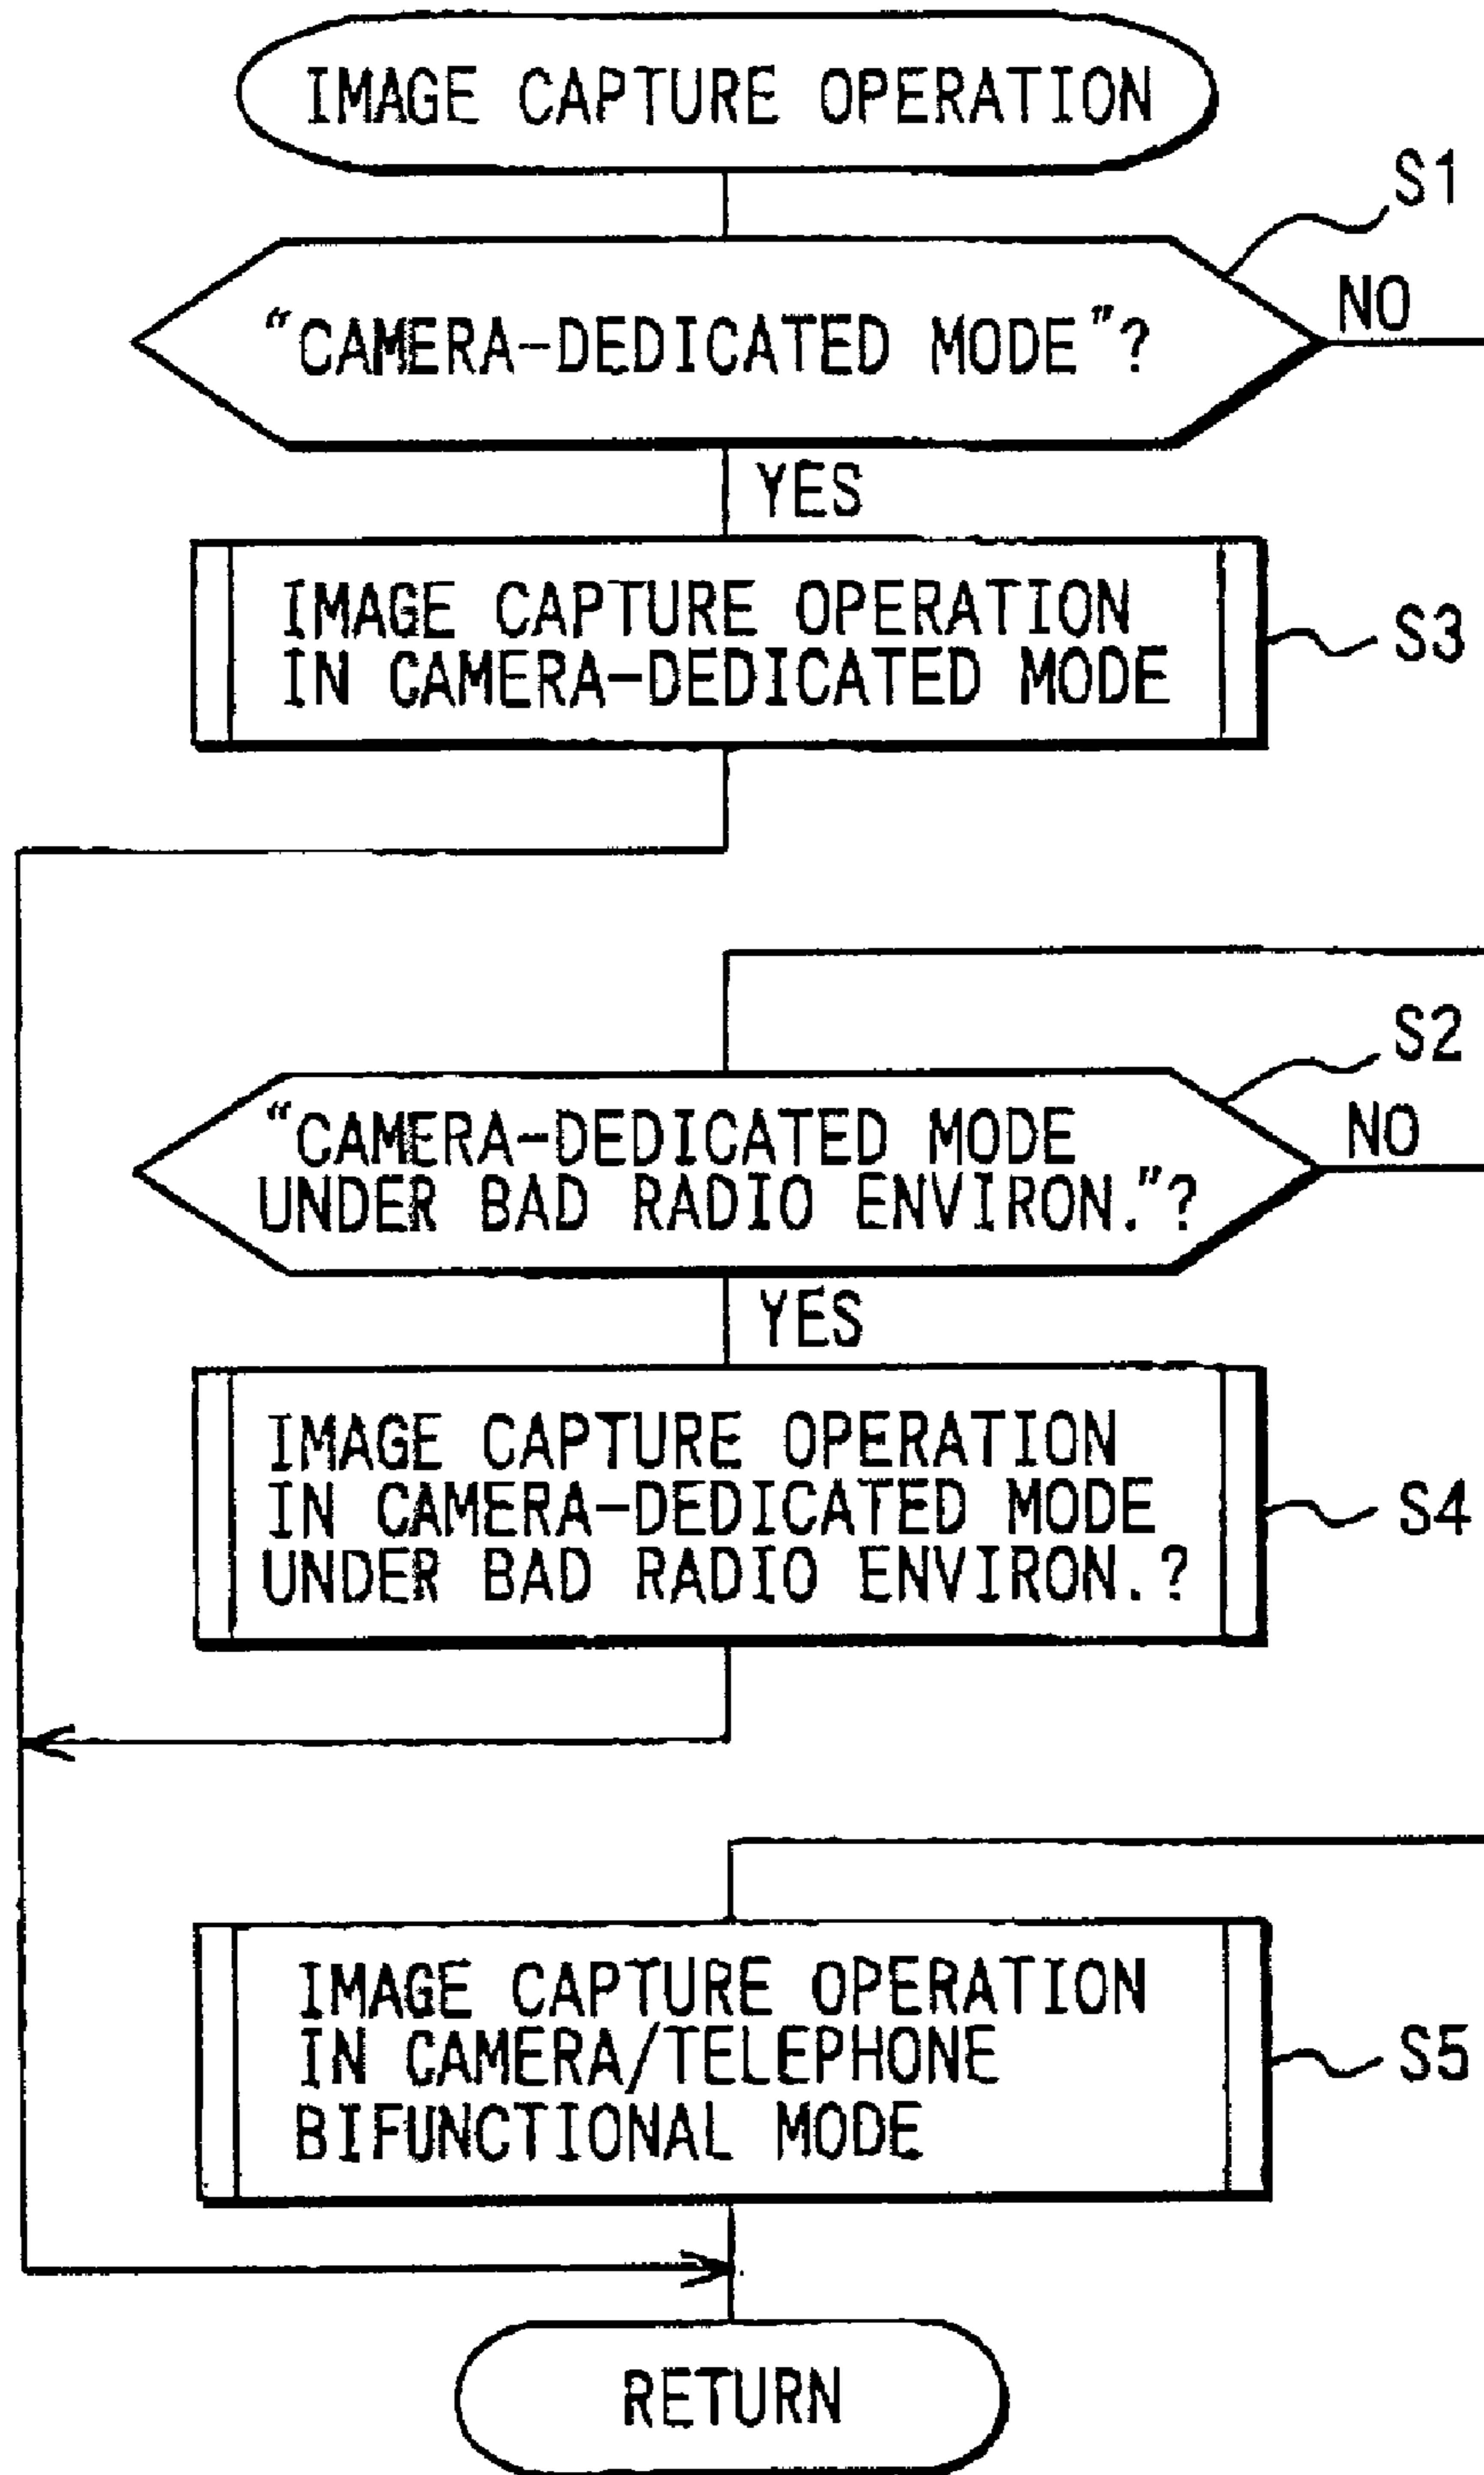 IMAGE CAPTURE OPERATION
S1
"CAMERA-DEDICATED MODE"?
NO
YES
IMAGE CAPTURE OPERATION
IN CAMERA-DEDICATED MODE
S3
S2
"CAMERA-DEDICATED MODE
UNDER BAD RADIO ENVIRON."?
NO
YES
IMAGE CAPTURE OPERATION
IN CAMERA-DEDICATED MODE
UNDER BAD RADIO ENVIRON.?
S4
IMAGE CAPTURE OPERATION
IN CAMERA/TELEPHONE
BIFUNCTIONAL MODE
S5
RETURN